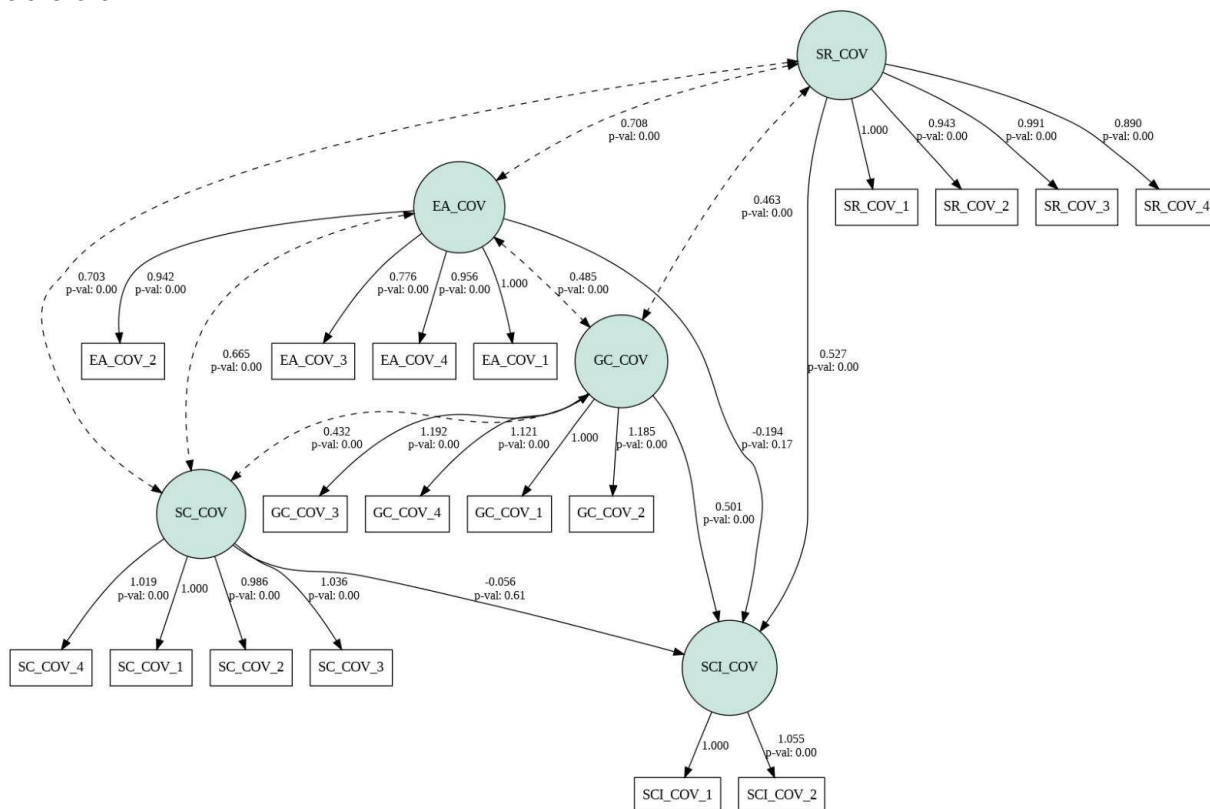 SR_COV
0.708
p-val: 0.00
1.000
0.943
p-val: 0.00
0.991
p-val: 0.00
0.890
p-val: 0.00
EA_COV
0.463
p-val: 0.00
SR_COV_1
SR_COV_2
SR_COV_3
SR_COV_4
0.703
p-val: 0.00
0.942
p-val: 0.00
0.776
p-val: 0.00
0.956
p-val: 0.00
1.000
0.485
p-val: 0.00
EA_COV_2
EA_COV_3
EA_COV_4
EA_COV_1
GC_COV
0.665
p-val: 0.00
0.527
p-val: 0.00
0.432
p-val: 0.00
1.192
p-val: 0.00
1.121
p-val: 0.00
1.000
1.185
p-val: 0.00
-0.194
p-val: 0.17
SC_COV
GC_COV_3
GC_COV_4
GC_COV_1
GC_COV_2
0.501
p-val: 0.00
1.019
p-val: 0.00
1.000
0.986
p-val: 0.00
1.036
p-val: 0.00
-0.056
p-val: 0.61
SC_COV_4
SC_COV_1
SC_COV_2
SC_COV_3
SCI_COV
1.000
1.055
p-val: 0.00
SCI_COV_1
SCI_COV_2